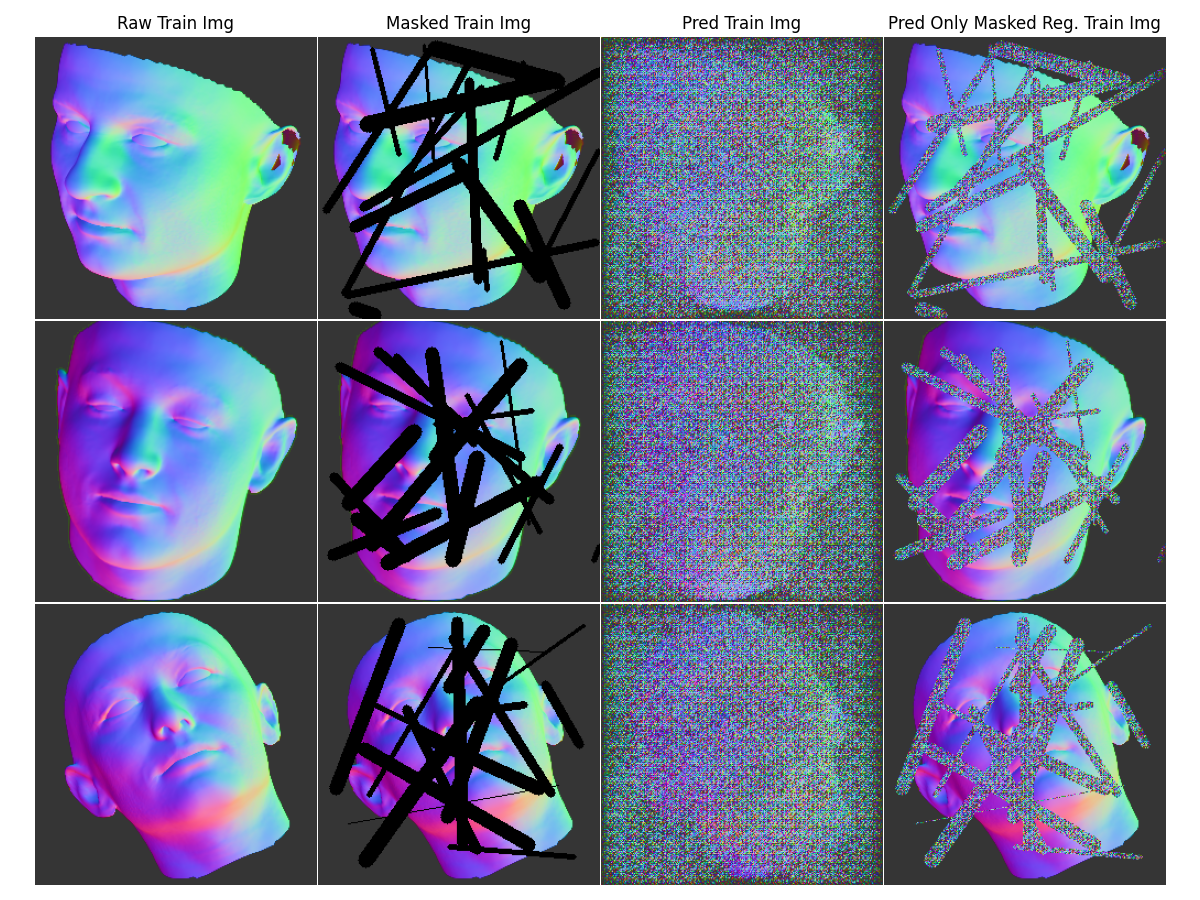 Raw Train Img
Masked Train Img
Pred Train Img
Pred Only Masked Reg. Train Img